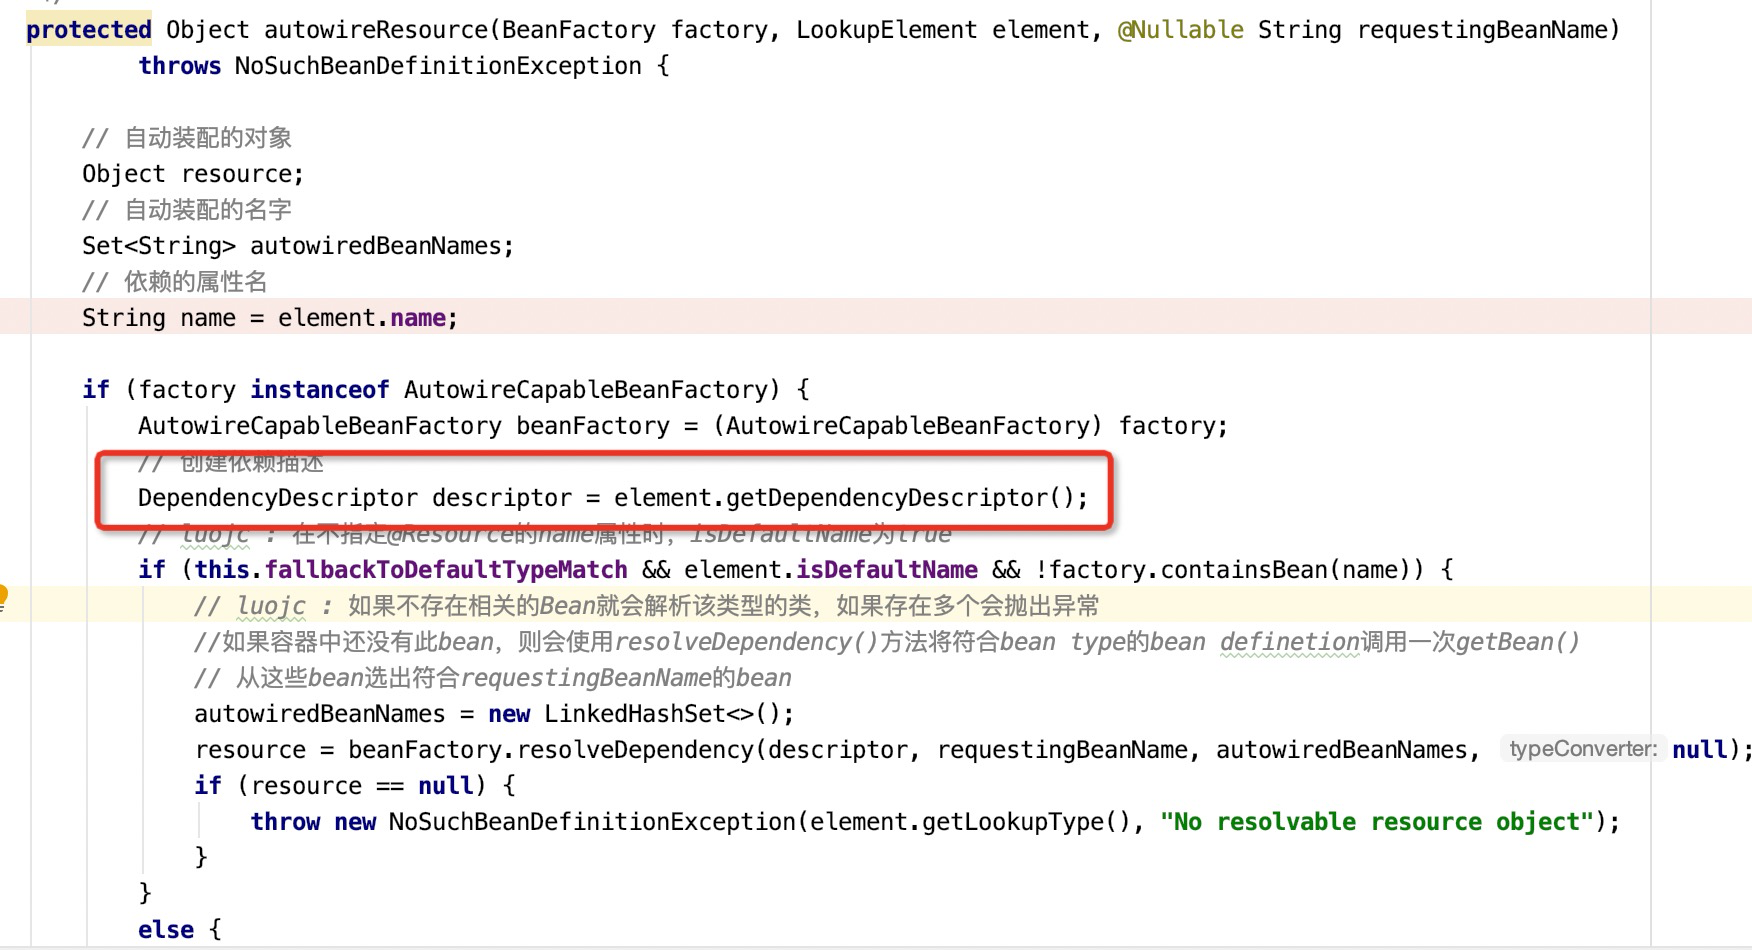 protected Object autowireResource(BeanFactory factory, LookupElement element, @Nullable String requestingBeanName)
throws NoSuchBeanDefinitionException {
// 自动装配的对象
Object resource;
// 自动装配的名字
Set<String> autowiredBeanNames;
// 依赖的属性名
String name = element.name;
if (factory instanceof AutowireCapableBeanFactory) {
AutowireCapableBeanFactory beanFactory = (AutowireCapableBeanFactory) factory;
// 创建依赖描述
DependencyDescriptor descriptor = element.getDependencyDescriptor();
// luojc : 在不指定@Resource的name属性时，isDefaultName为true
if (this.fallbackToDefaultTypeMatch && element.isDefaultName && !factory.containsBean(name)) {
// luojc : 如果不存在相关的Bean就会解析该类型的类，如果存在多个会抛出异常
//如果容器中还没有此bean，则会使用resolveDependency()方法将符合bean type的bean definetion调用一次getBean()
// 从这些bean选出符合requestingBeanName的bean
autowiredBeanNames = new LinkedHashSet<>();
resource = beanFactory.resolveDependency(descriptor, requestingBeanName, autowiredBeanNames, typeConverter: null);
if (resource == null) {
throw new NoSuchBeanDefinitionException(element.getLookupType(), "No resolvable resource object");
}
}
else {